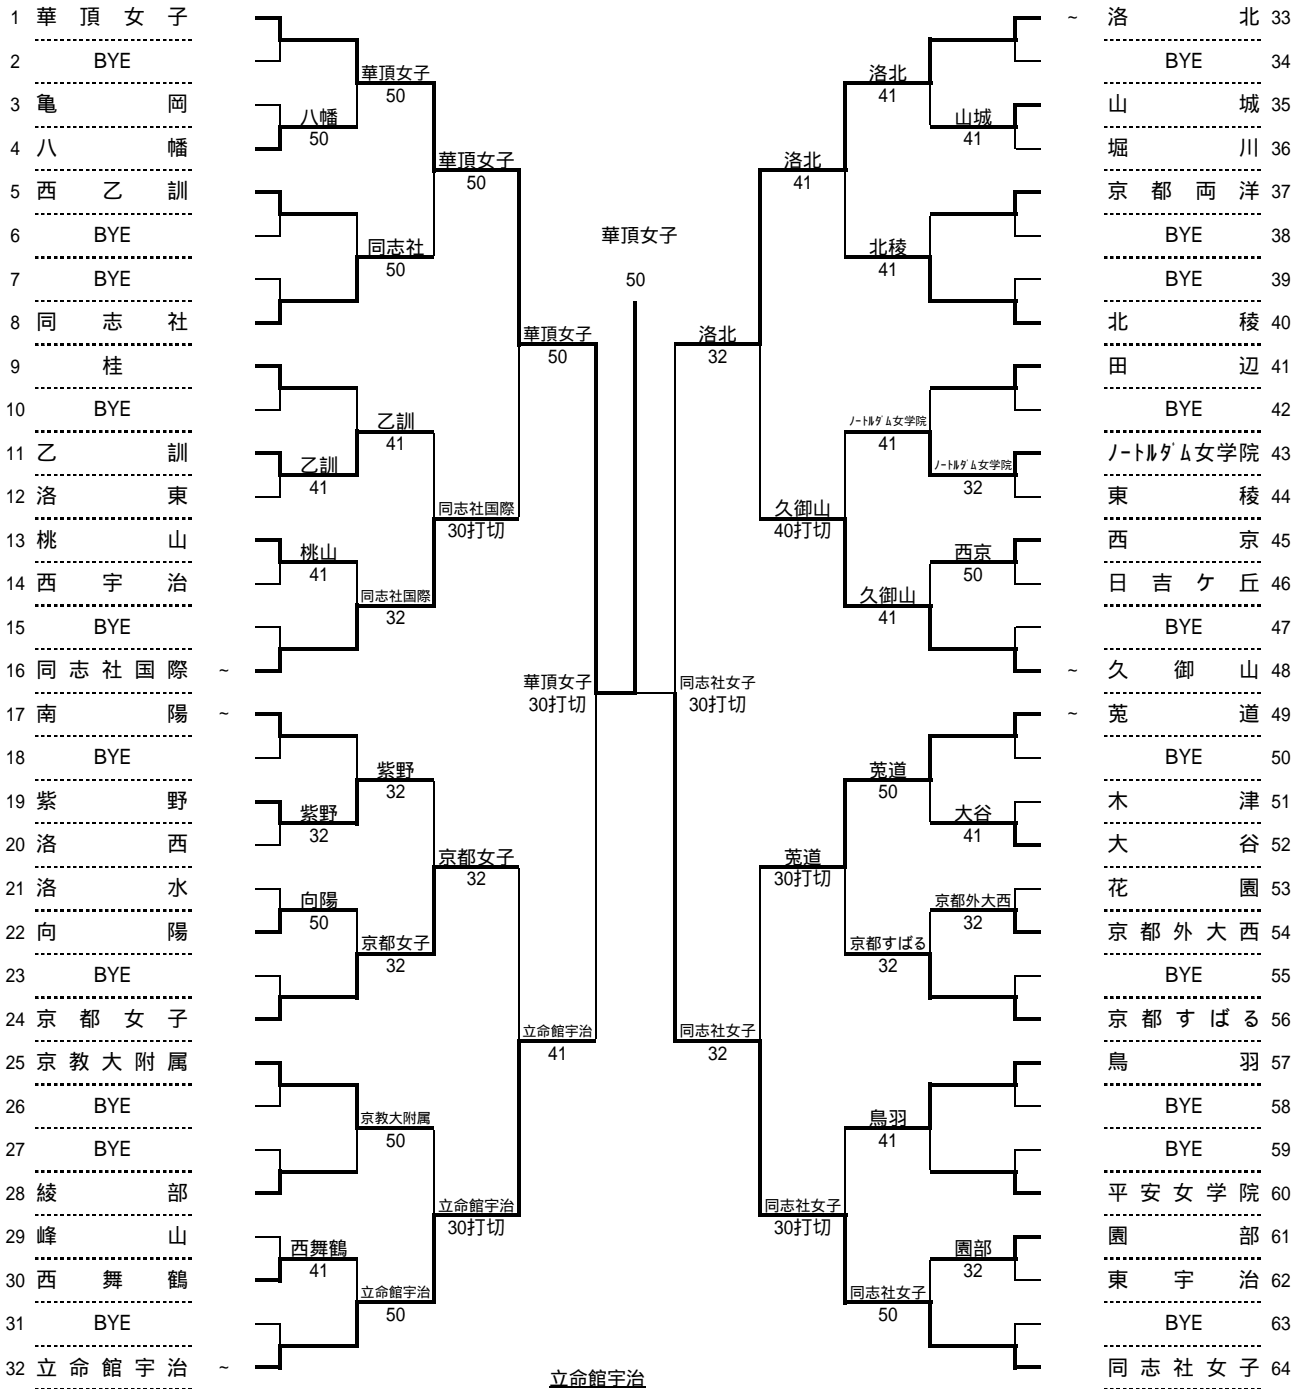 1 華頂女子
2 BYE
3 亀岡
4 八幡
5 西乙訓
6 BYE
7 BYE
8 同志社
9 桂
10 BYE
11 乙訓
12 洛東
13 桃山
14 西宇治
15 BYE
16 同志社国際 ~
17 南陽 ~
18 BYE
19 紫野
20 洛西
21 洛水
22 向陽
23 BYE
24 京都女子
25 京教大附属
26 BYE
27 BYE
28 綾部
29 峰山
30 西舞鶴
31 BYE
32 立命館宇治 ~
八幡
50
乙訓
41
桃山
41
紫野
32
向陽
50
西舞鶴
41
華頂女子
50
同志社
50
乙訓
41
同志社国際
32
紫野
32
京都女子
32
京教大附属
50
立命館宇治
50
華頂女子
50
同志社国際
30打切
京都女子
32
立命館宇治
30打切
華頂女子
50
立命館宇治
41
華頂女子
30打切
華頂女子
50
同志社女子
30打切
洛北
32
同志社女子
32
洛北
41
久御山
40打切
莵道
30打切
同志社女子
30打切
洛北
41
北稜
41
ノートルダム女学院
41
久御山
41
莵道
50
京都すばる
32
鳥羽
41
同志社女子
50
山城
41
ノートルダム女学院
32
西京
50
大谷
41
京都外大西
32
園部
32
~ 洛北 33
BYE 34
山城 35
堀川 36
京都両洋 37
BYE 38
BYE 39
北稜 40
田辺 41
BYE 42
ノートルダム女学院 43
東稜 44
西京 45
日吉ケ丘 46
BYE 47
~ 久御山 48
~ 莵道 49
BYE 50
木津 51
大谷 52
花園 53
京都外大西 54
BYE 55
京都すばる 56
鳥羽 57
BYE 58
BYE 59
平安女学院 60
園部 61
東宇治 62
BYE 63
同志社女子 64
立命館宇治